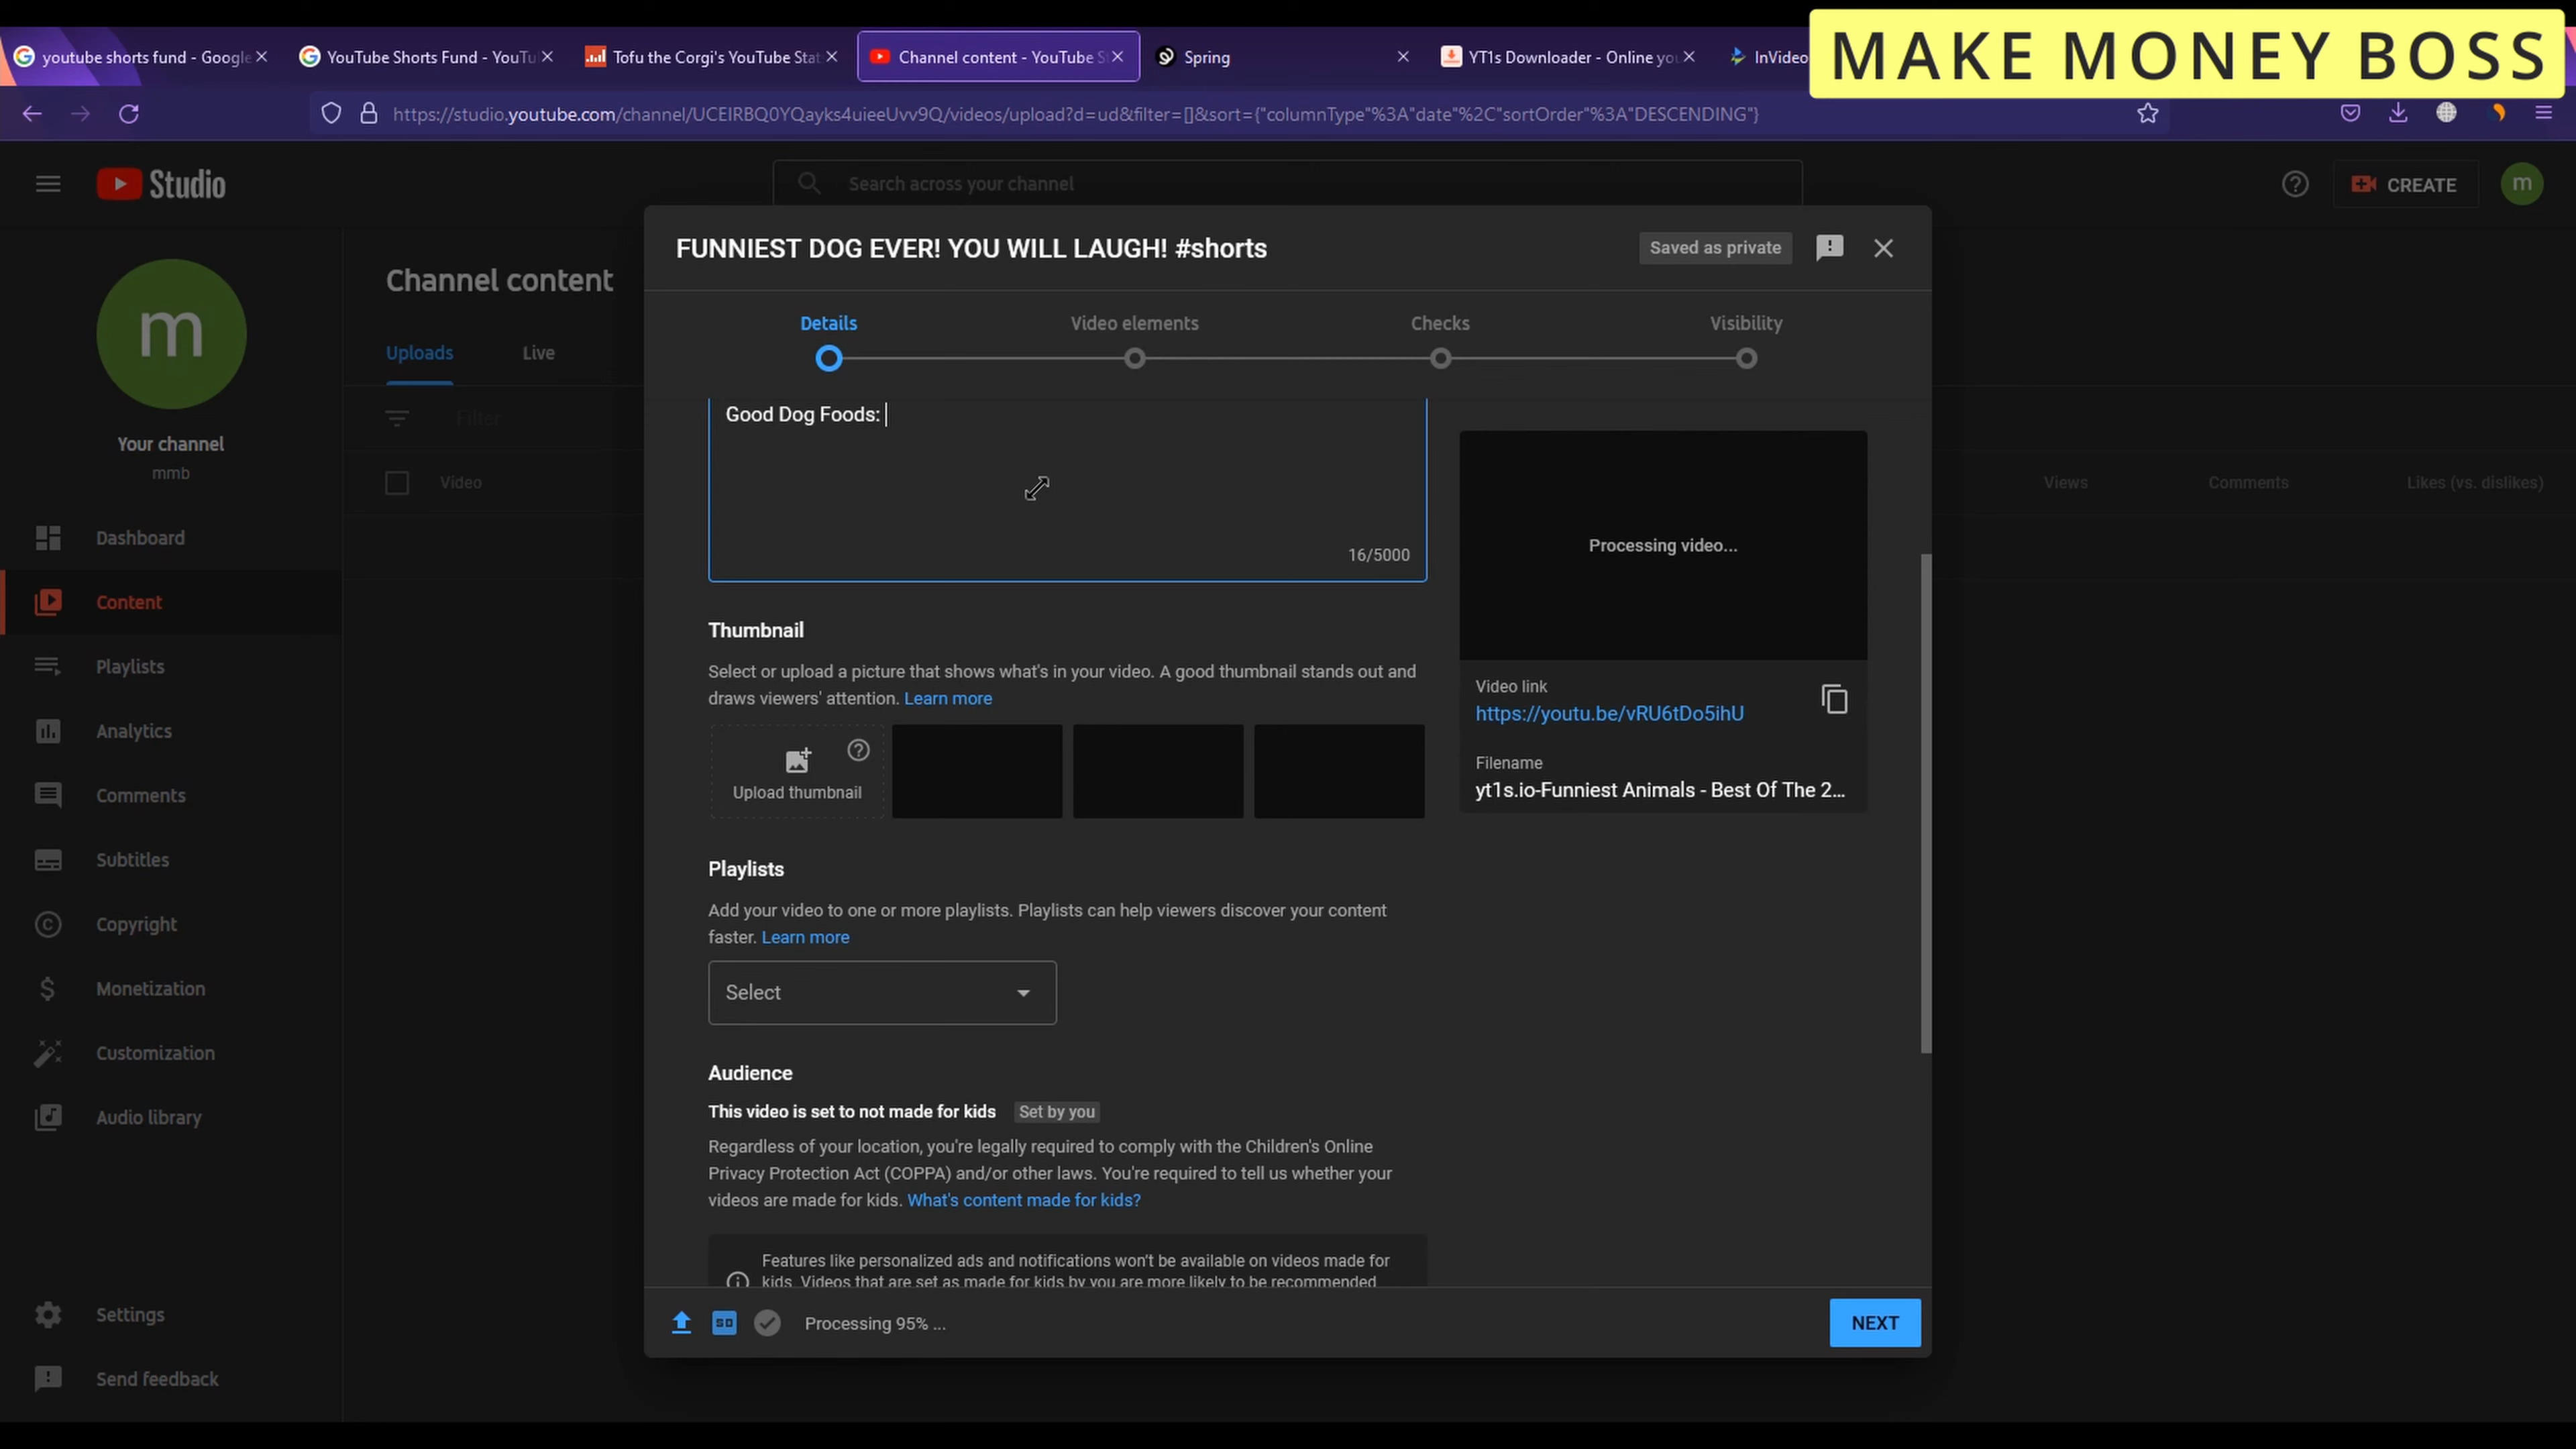 MAKE MONEY BOSS
youtube shorts fund - Google
YouTube Shorts Fund - YouTu
Tofu the Corgi's YouTube Stat
Channel content - YouTube S
Spring
YT1s Downloader - Online yo
InVideo
https://studio.youtube.com/channel/UCEIRBQ0YQayks4uieeUvv9Q/videos/upload?d=ud&filter=[]&sort={"columnType"%3A"date"%2C"sortOrder"%3A"DESCENDING"}
Studio
Search across your channel
CREATE
m
m
Your channel
mmb
Dashboard
Content
Playlists
Analytics
Comments
Subtitles
Copyright
Monetization
Customization
Audio library
Settings
Send feedback
Channel content
Uploads
Live
Filter
Video
Views
Comments
Likes (vs. dislikes)
FUNNIEST DOG EVER! YOU WILL LAUGH! #shorts
Saved as private
Details
Video elements
Checks
Visibility
Good Dog Foods:
16/5000
Thumbnail
Select or upload a picture that shows what's in your video. A good thumbnail stands out and
draws viewers' attention. Learn more
Upload thumbnail
Playlists
Add your video to one or more playlists. Playlists can help viewers discover your content
faster. Learn more
Select
Audience
This video is set to not made for kids
Set by you
Regardless of your location, you're legally required to comply with the Children's Online
Privacy Protection Act (COPPA) and/or other laws. You're required to tell us whether your
videos are made for kids. What's content made for kids?
Features like personalized ads and notifications won't be available on videos made for
kids. Videos that are set as made for kids by you are more likely to be recommended
Processing video...
Video link
https://youtu.be/vRU6tDo5ihU
Filename
yt1s.io-Funniest Animals - Best Of The 2...
SD
Processing 95% ...
NEXT